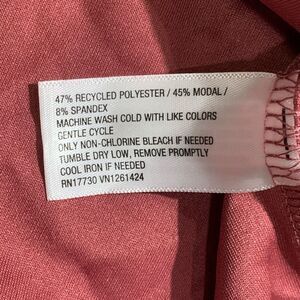 47% RECYCLED POLYESTER / 45% MODAL /
8% SPANDEX
MACHINE WASH COLD WITH LIKE COLORS
GENTLE CYCLE
ONLY NON-CHLORINE BLEACH IF NEEDED
TUMBLE DRY LOW, REMOVE PROMPTLY
COOL IRON IF NEEDED
RN17730 VN1261424